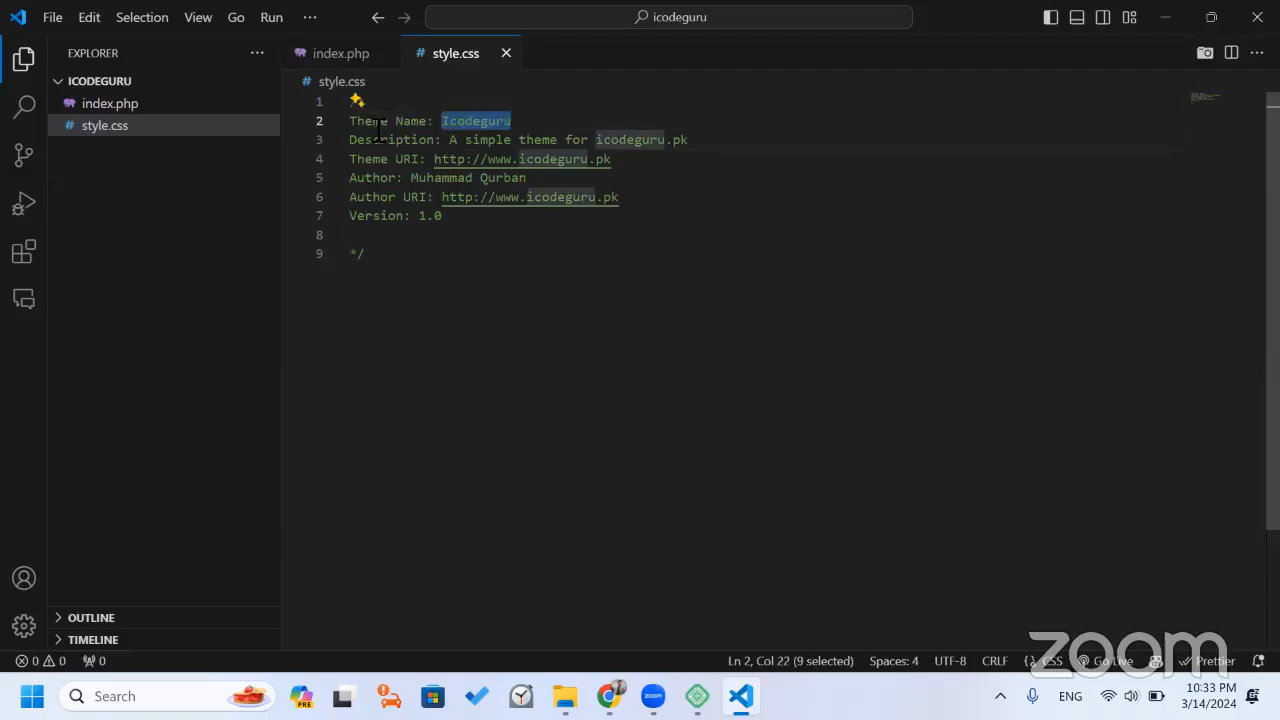 File Edit Selection View Go Run ··· icodeguru
EXPLORER ···
index.php
style.css
ICODEGURU
index.php
style.css
style.css
1
2 Theme Name: Icodeguru
3 Description: A simple theme for icodeguru.pk
4 Theme URI: http://www.icodeguru.pk
5 Author: Muhammad Qurban
6 Author URI: http://www.icodeguru.pk
7 Version: 1.0
8
9 */
OUTLINE
TIMELINE
0 0 0
Ln 2, Col 22 (9 selected) Spaces: 4 UTF-8 CRLF CSS Go Live Prettier
zoom
Search
PRE
zoom
ENG
10:33 PM
3/14/2024